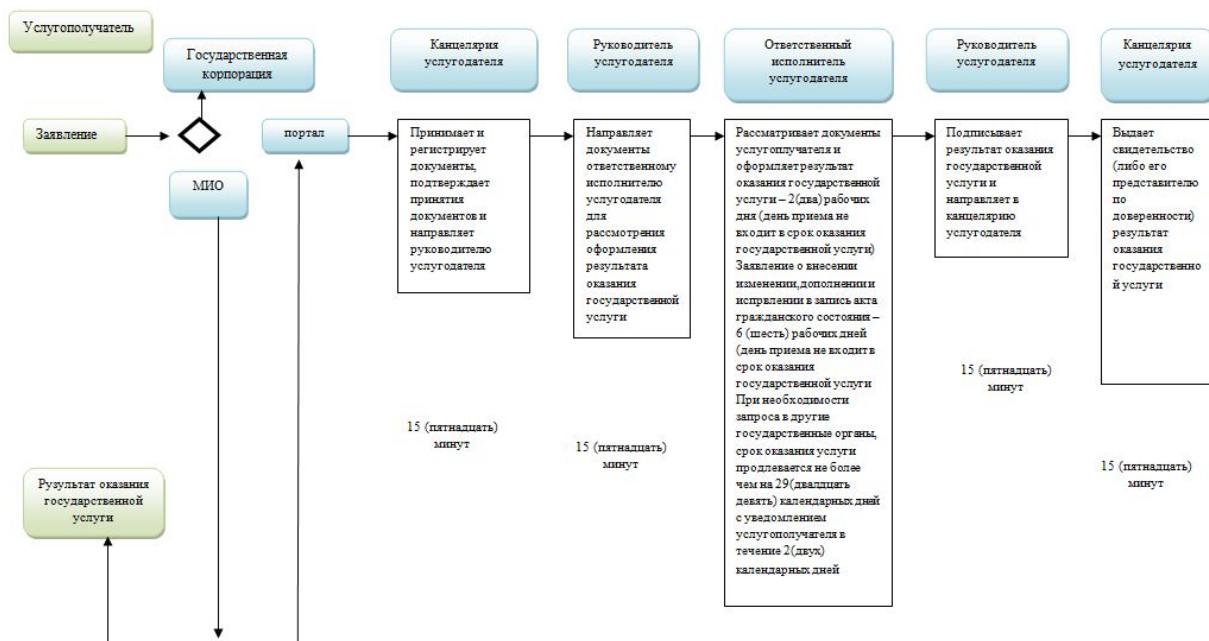 Услугополучатель
Государственная
корпорация
Канцелярия
услугодателя
Руководитель
услугодателя
Ответственный
исполнитель
услугодателя
Руководитель
услугодателя
Канцелярия
услугодателя
Заявление
портал
МИО
Принимает и
регистрирует
документы,
подтверждает
принятия
документов и
направляет
руководителю
услугодателя
Направляет
документы
ответственному
исполнителю
услугодателя
для
рассмотрения
оформления
результата
оказания
государственной
услуги
Рассматривает документы
услугоплучателя и
оформляет результат
оказания государственной
услуги – 2(два) рабочих
дня (день приема не
входит в срок оказания
государственной услуги)
Заявление о внесении
изменении, дополнении и
испрвлении в запись акта
гражданского состояния –
6 (шесть) рабочих дней
(день приема не входит в
срок оказания
государственной услуги
При необходимости
запроса в другие
государственные органы,
срок оказания услуги
продлевается не более
чем на 29(двалдцать
девять) календарных дней
с уведомлением
услугополучателя в
течение 2(двух)
календарных дней
Подписывает
результат оказания
государственной
услуги и
направляет в
канцелярию
услугодателя
Выдает
свидетельство
(либо его
представителю
по
доверенности)
результат
оказания
государственно
й услуги
15 (пятнадцать)
минут
15 (пятнадцать)
минут
15 (пятнадцать)
минут
15 (пятнадцать)
минут
Рузультат оказания
государственной
услуги